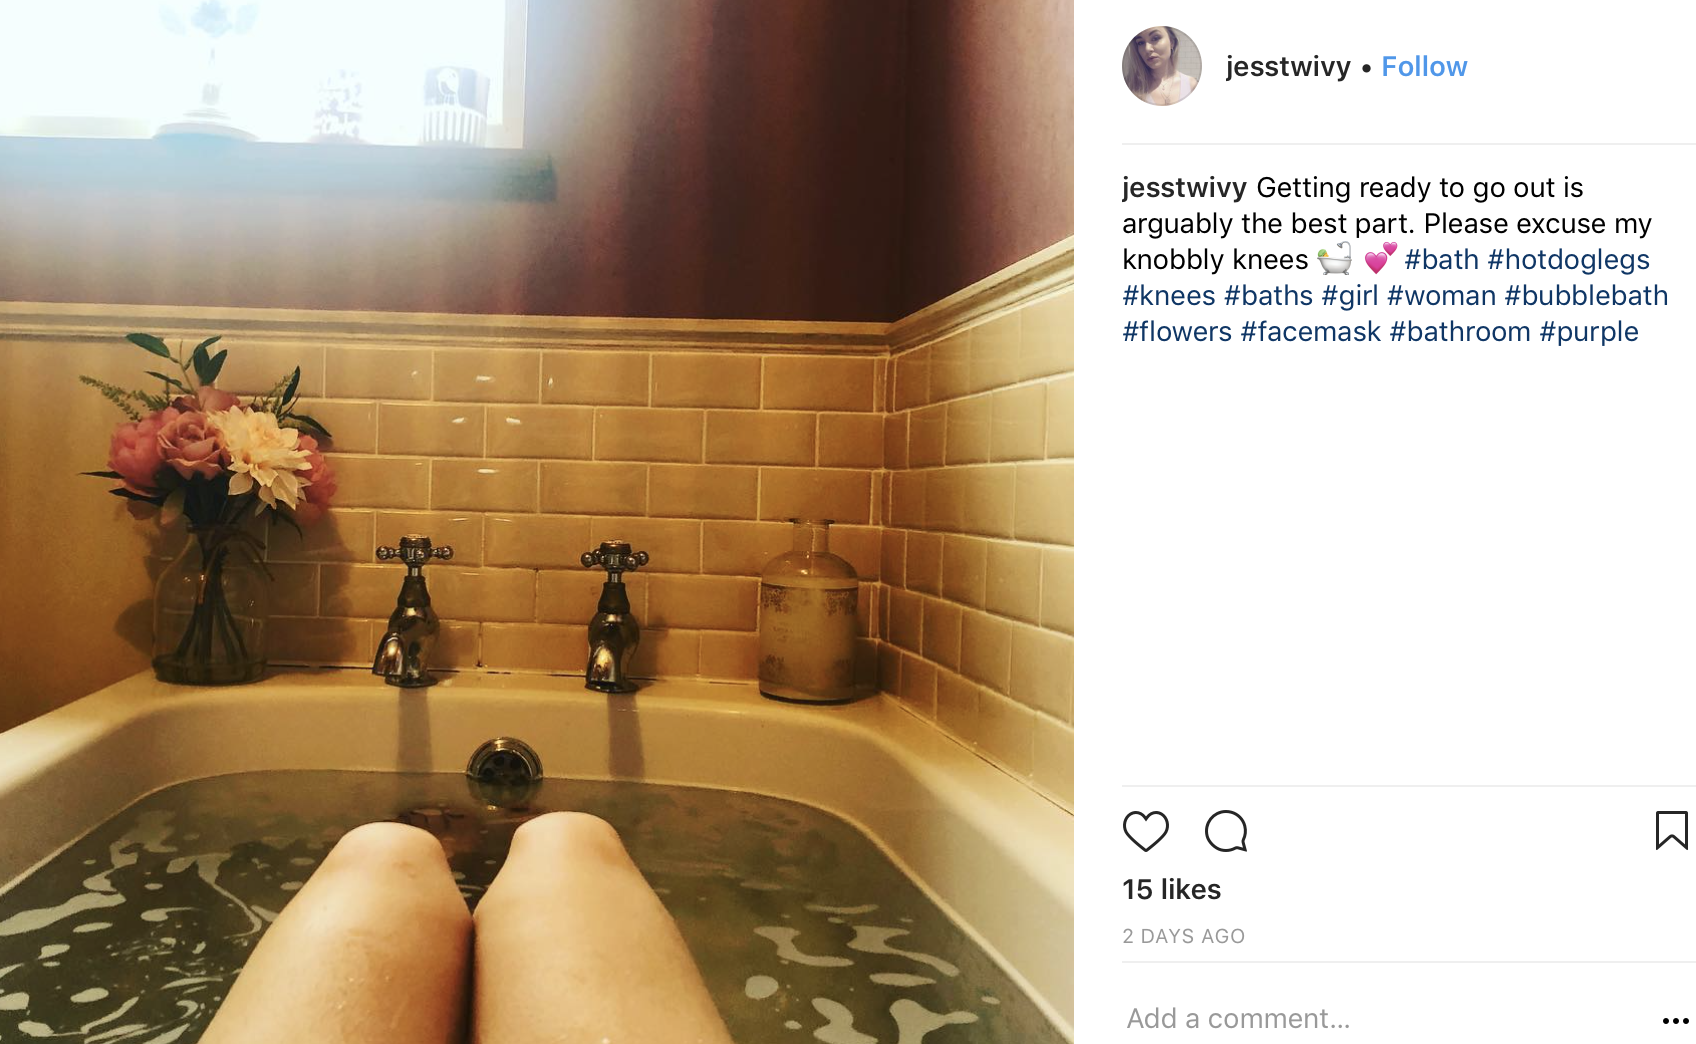 jesstwivy • Follow
jesstwivy Getting ready to go out is
arguably the best part. Please excuse my
knobbly knees 🛀 💕 #bath #hotdoglegs
#knees #baths #girl #woman #bubblebath
#flowers #facemask #bathroom #purple
15 likes
2 DAYS AGO
Add a comment...